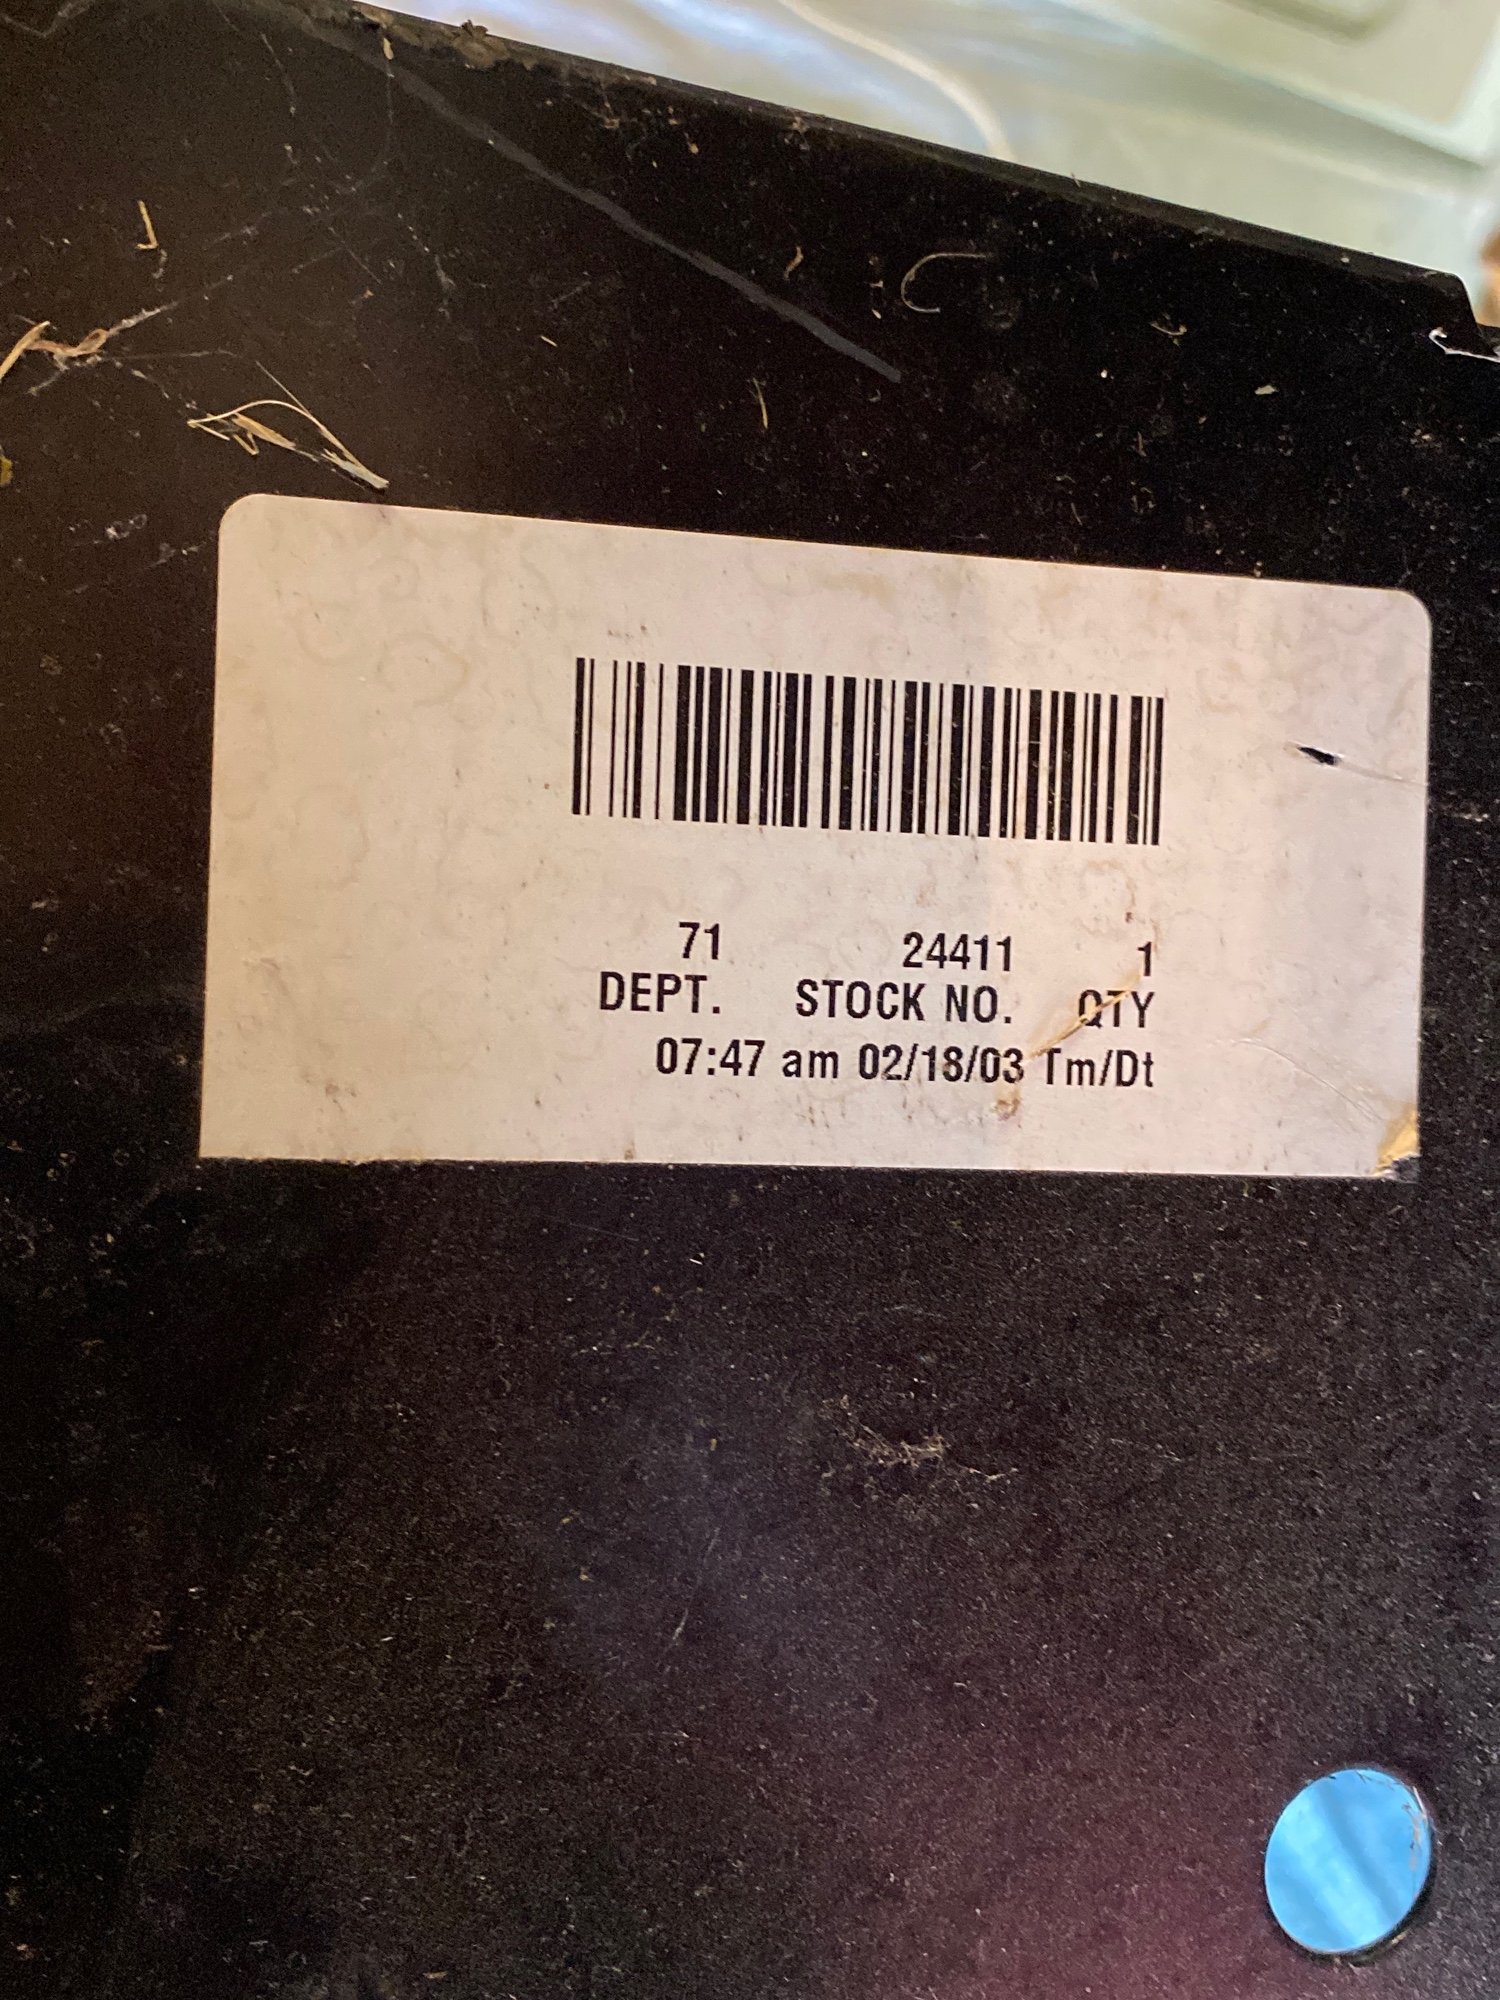 71 24411 1
DEPT. STOCK NO. QTY
07:47 am 02/18/03 Tm/Dt